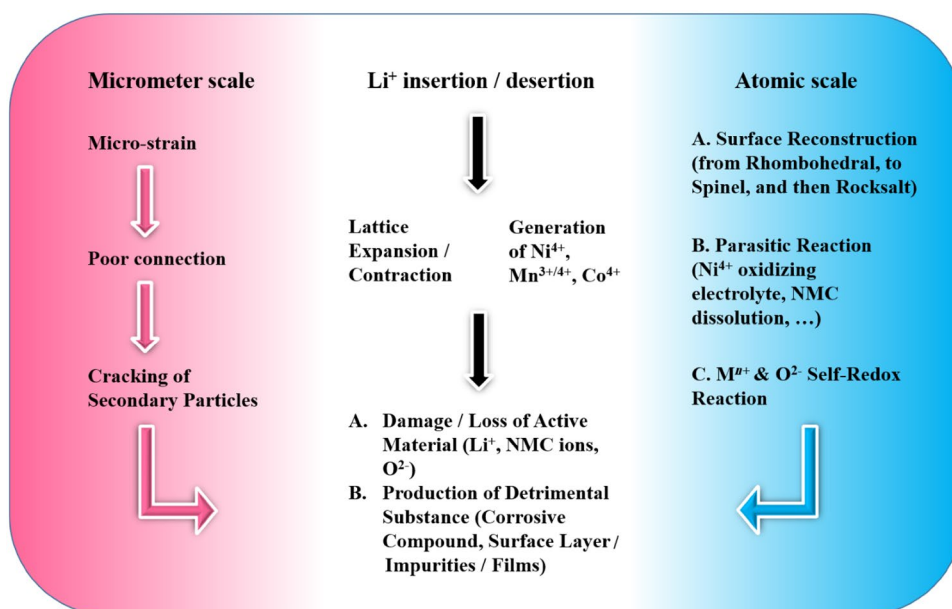 Micrometer scale
Micro-strain
Poor connection
Cracking of
Secondary Particles
Li⁺ insertion / desertion
Lattice
Expansion /
Contraction
Generation
of Ni⁴⁺,
Mn³⁺/⁴⁺, Co⁴⁺
A. Damage / Loss of Active
Material (Li⁺, NMC ions,
O²⁻)
B. Production of Detrimental
Substance (Corrosive
Compound, Surface Layer /
Impurities / Films)
Atomic scale
A. Surface Reconstruction
(from Rhombohedral, to
Spinel, and then Rocksalt)
B. Parasitic Reaction
(Ni⁴⁺ oxidizing
electrolyte, NMC
dissolution, …)
C. Mⁿ⁺ & O²⁻ Self-Redox
Reaction